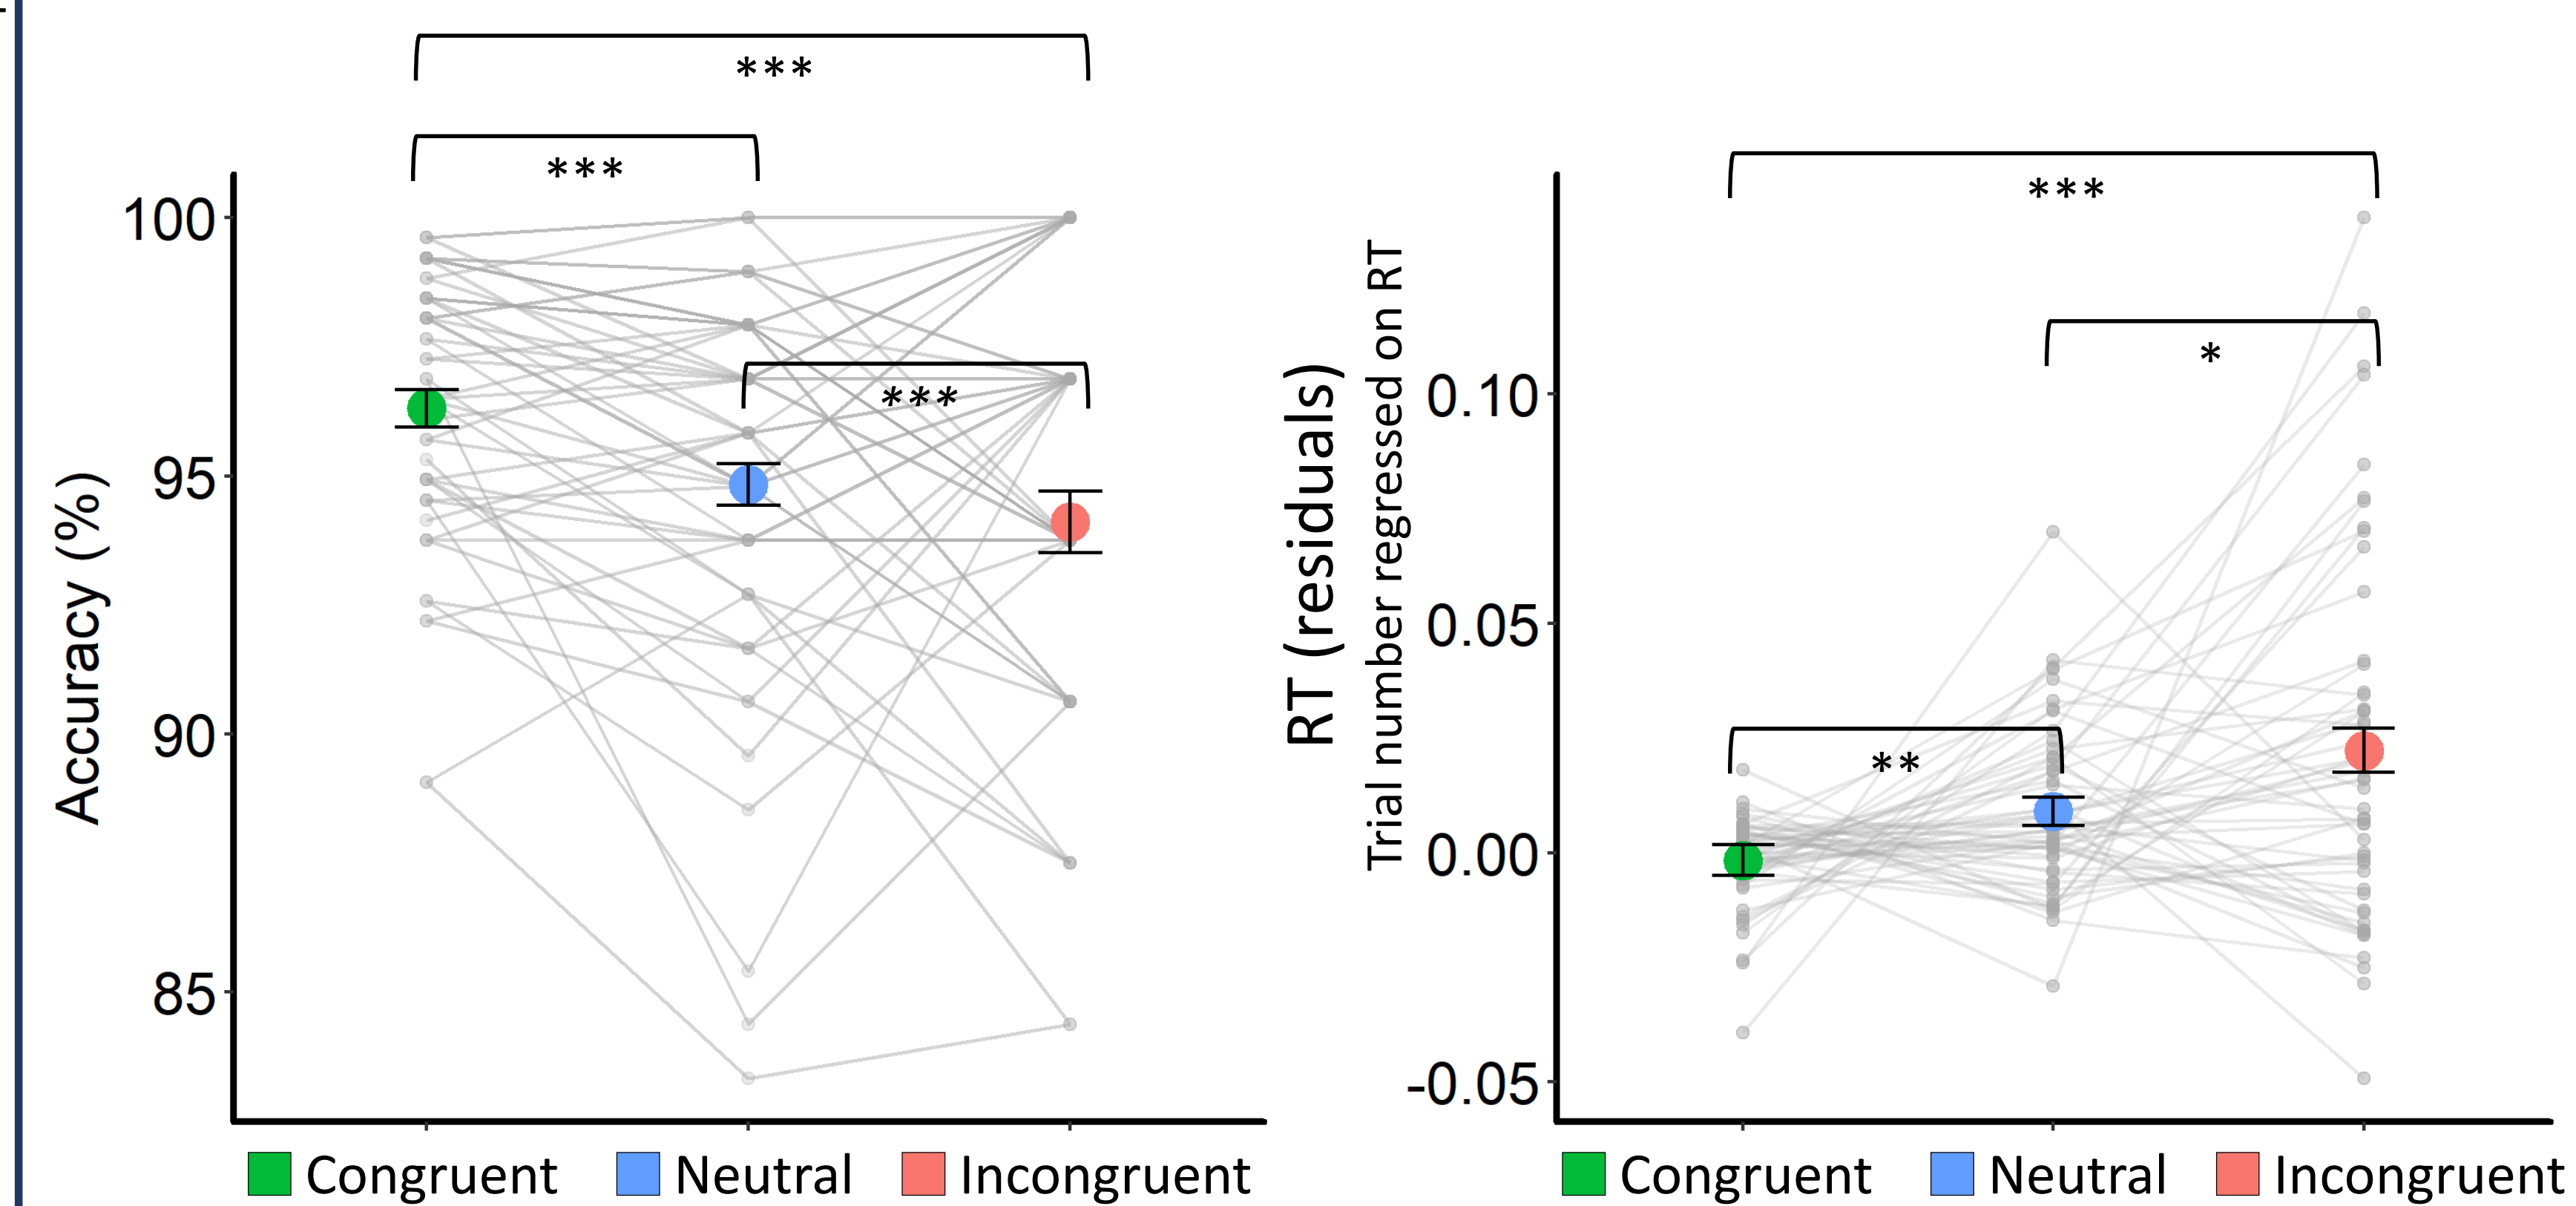 ***
***
***
100
95
90
85
Accuracy (%)
Congruent Neutral Incongruent
***
*
**
RT (residuals)
Trial number regressed on RT
0.10
0.05
0.00
-0.05
Congruent Neutral Incongruent